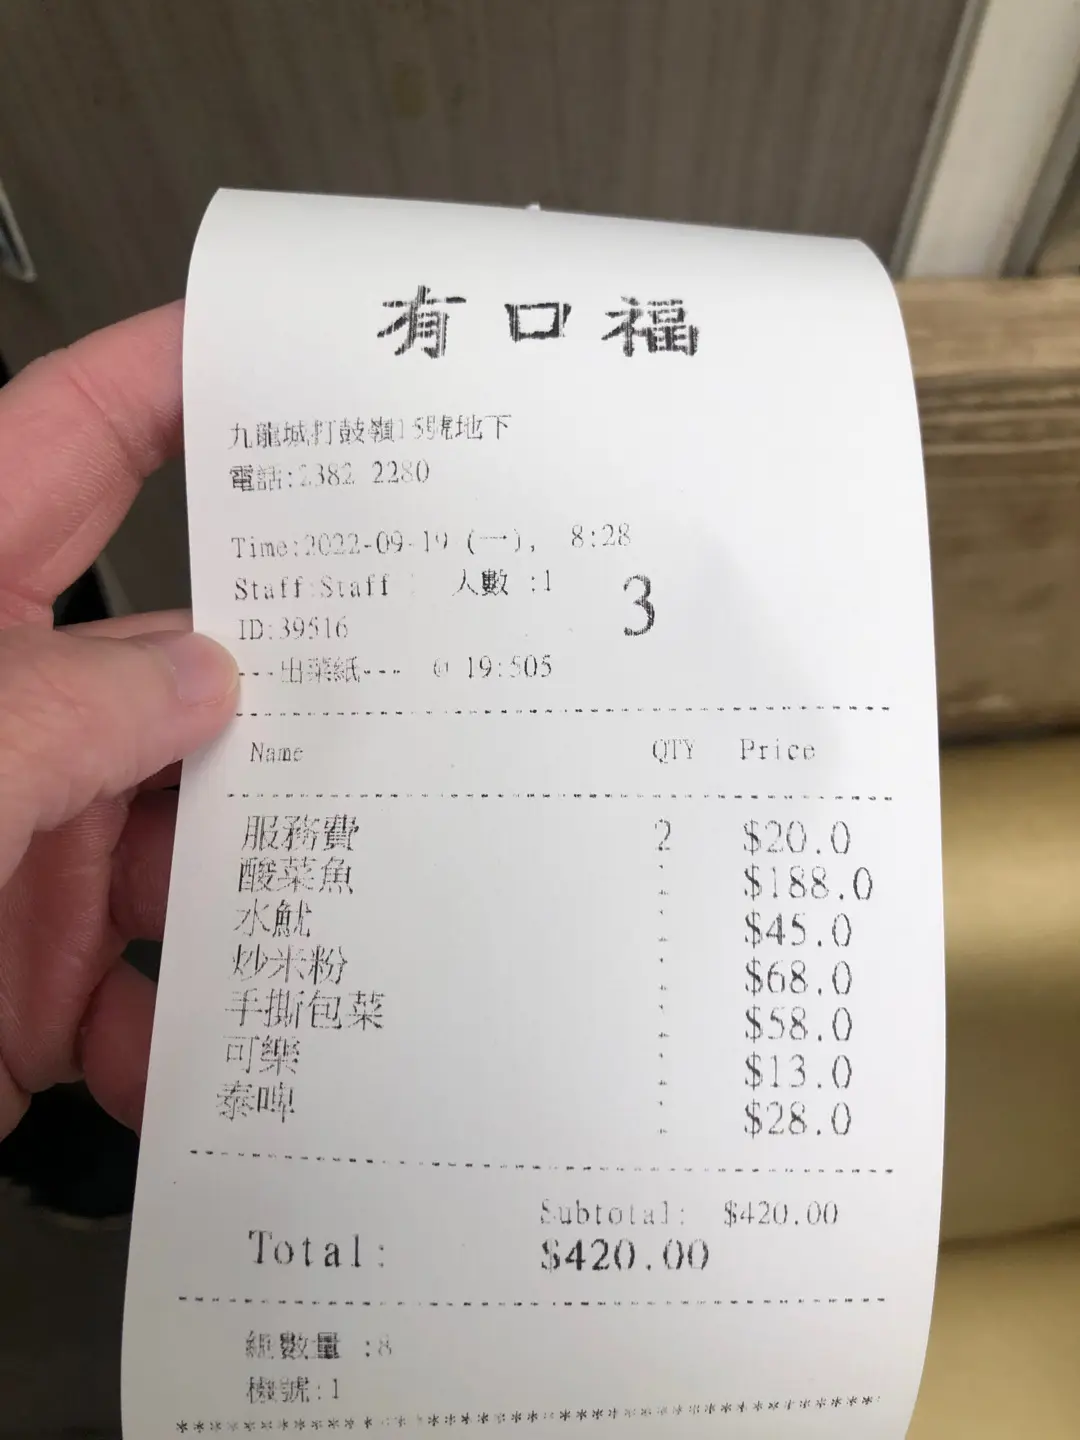 有口福
九龍城打鼓嶺15號地下
電話:2382 2280
Time:2022-09-19 (一), 8:28
Staff:Staff 人數 :1
3
ID:39516
---出菜紙--- @ 19:505
Name QTY Price
服務費 2 $20.0
酸菜魚 $188.0
水魷 $45.0
炒米粉 $68.0
手撕包菜 $58.0
可樂 $13.0
泰啤 $28.0
Subtotal: $420.00
Total: $420.00
總數量 :8
機號:1